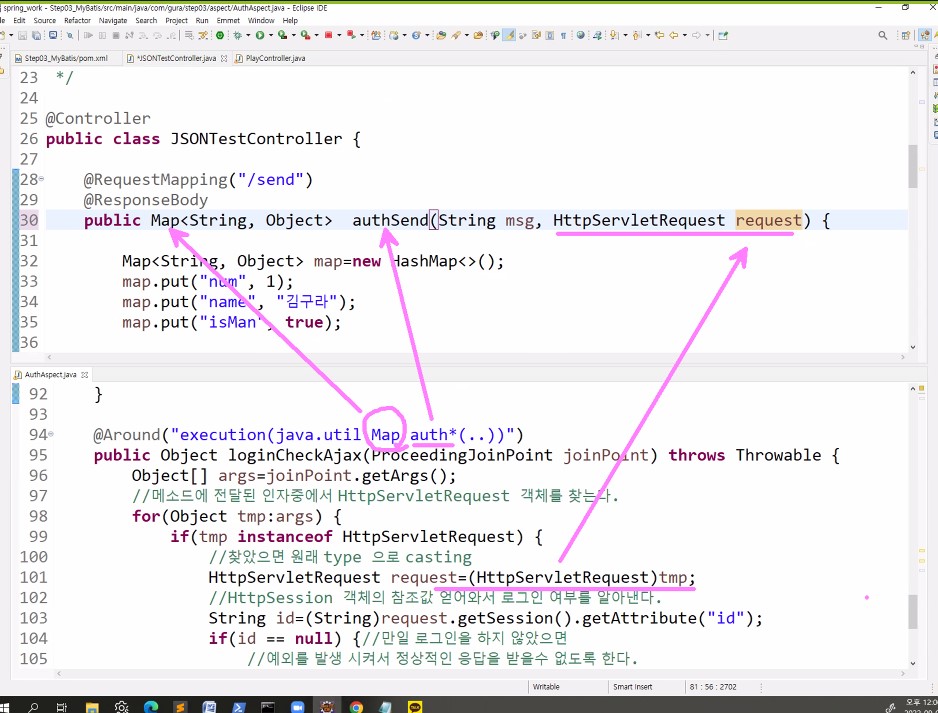 spring_work - Step03_MyBatis/src/main/java/com/gura/step03/aspect/AuthAspect.java - Eclipse IDE
Edit Source Refactor Navigate Search Project Run Emmet Window Help
Step03_MyBatis/pom.xml *JSONTestController.java PlayController.java
23 */
24
25 @Controller
26 public class JSONTestController {
27
28 @RequestMapping("/send")
29 @ResponseBody
30 public Map<String, Object> authSend(String msg, HttpServletRequest request) {
31
32 Map<String, Object> map=new HashMap<>();
33 map.put("num", 1);
34 map.put("name", "김구라");
35 map.put("isMan", true);
36
AuthAspect.java
92 }
93
94 @Around("execution(java.util.Map auth*(..))")
95 public Object loginCheckAjax(ProceedingJoinPoint joinPoint) throws Throwable {
96 Object[] args=joinPoint.getArgs();
97 //메소드에 전달된 인자중에서 HttpServletRequest 객체를 찾는다.
98 for(Object tmp:args) {
99 if(tmp instanceof HttpServletRequest) {
100 //찾았으면 원래 type 으로 casting
101 HttpServletRequest request=(HttpServletRequest)tmp;
102 //HttpSession 객체의 참조값 얻어와서 로그인 여부를 알아낸다.
103 String id=(String)request.getSession().getAttribute("id");
104 if(id == null) {//만일 로그인을 하지 않았으면
105 //예외를 발생 시켜서 정상적인 응답을 받을수 없도록 한다.
Writable Smart Insert 81 : 56 : 2702
오후 12:0